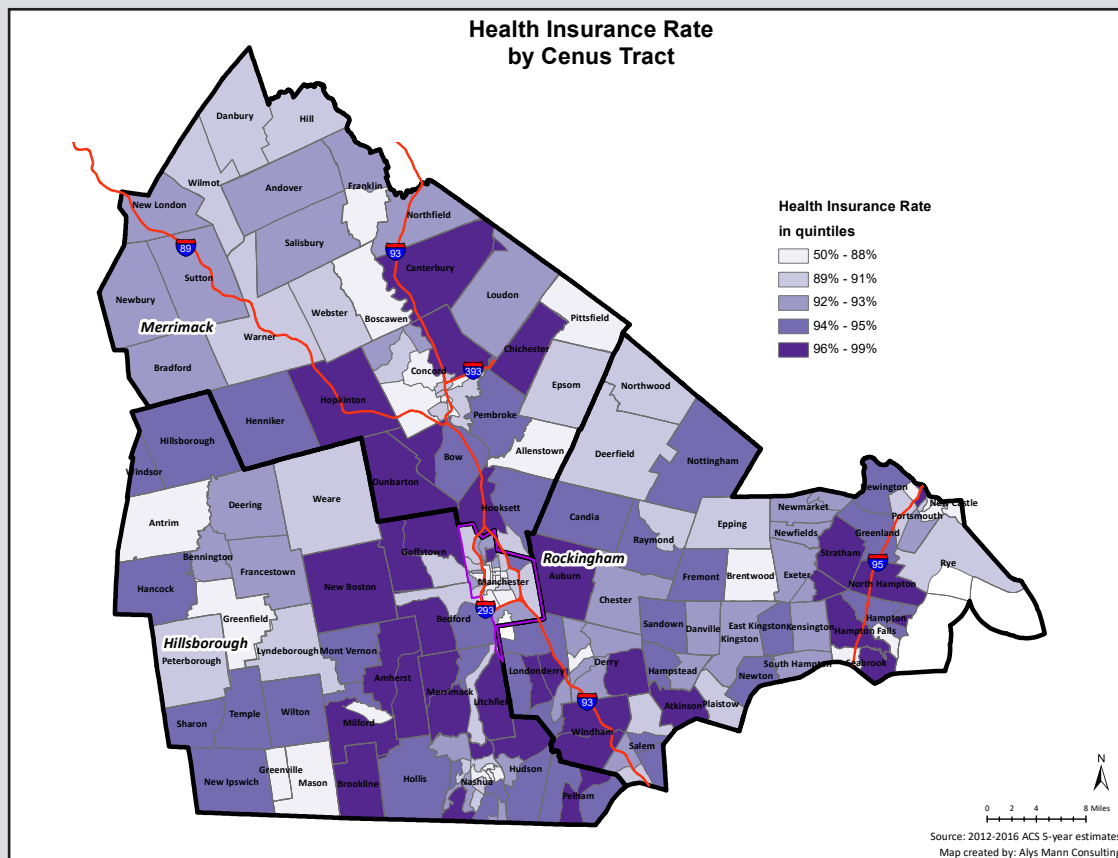 Health Insurance Rate
by Cenus Tract
Health Insurance Rate
in quintiles
50% - 88%
89% - 91%
92% - 93%
94% - 95%
96% - 99%
Danbury
Hill
Wilmot
Andover
Franklin
New London
Northfield
89
93
Salisbury
Sutton
Canterbury
Newbury
Loudon
Webster
Boscawen
Pittsfield
Merrimack
Warner
Chichester
Bradford
Concord
393
Epsom
Northwood
Hopkinton
Henniker
Pembroke
Hillsborough
Allenstown
Deerfield
Bow
Nottingham
Windsor
Dunbarton
Weare
Newington
Deering
Hooksett
New Castle
Newmarket
Portsmouth
Antrim
Candia
Epping
Raymond
Newfields
Greenland
Goffstown
Stratham
Bennington
Rockingham
95
Rye
Francestown
Auburn
Fremont
Brentwood
Exeter
Manchester
North Hampton
New Boston
Hancock
Chester
293
Greenfield
Bedford
Hampton
Sandown
Danville
East Kingston
Kensington
Hampton Falls
Kingston
Hillsborough
Lyndeborough
Mont Vernon
Peterborough
Derry
South Hampton
Seabrook
Londonderry
Hampstead
Newton
Amherst
Merrimack
Litchfield
93
Atkinson
Plaistow
Temple
Wilton
Sharon
Milford
Windham
Salem
Greenville
Hudson
New Ipswich
Mason
Brookline
Hollis
Nashua
Pelham
N
0 2 4 8 Miles
Source: 2012-2016 ACS 5-year estimates
Map created by: Alys Mann Consulting